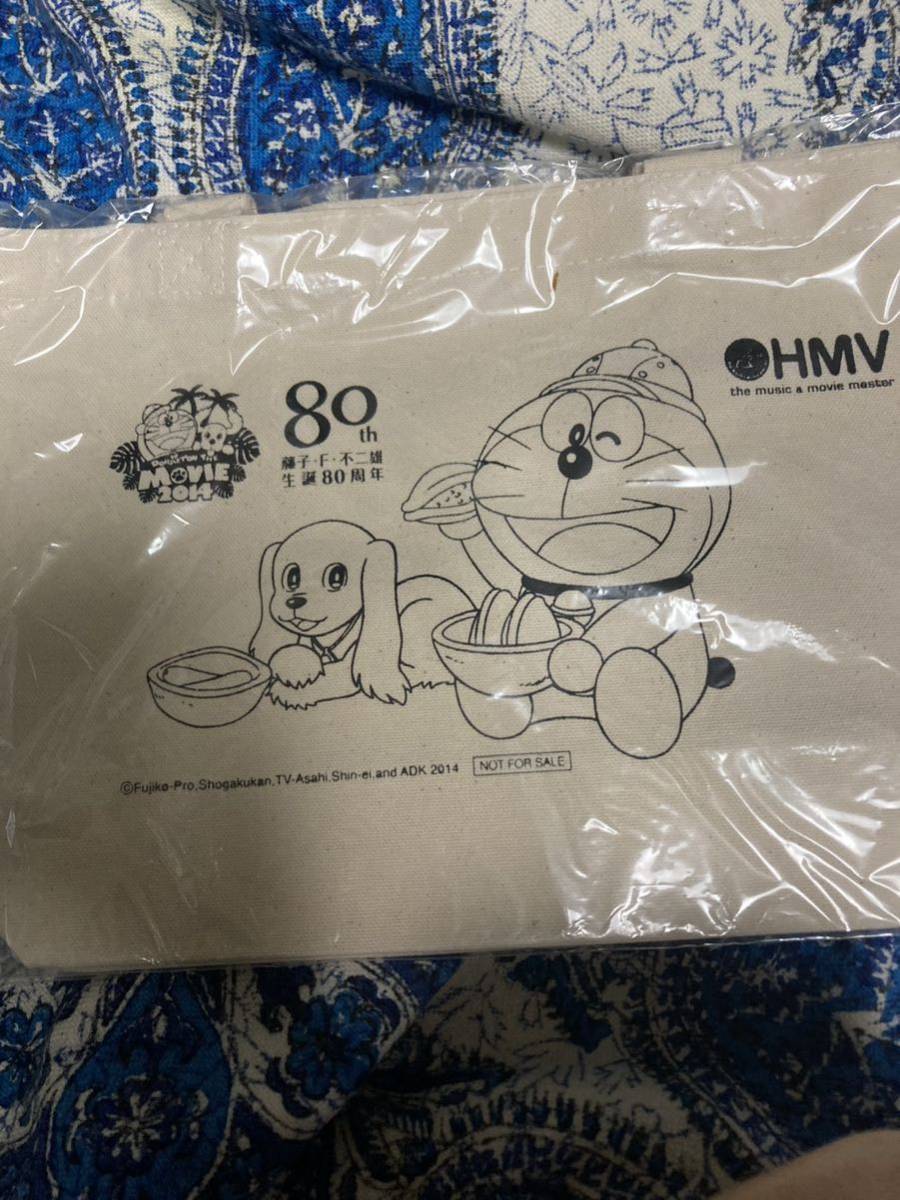 HMV
the music & movie master
80th
藤子・F・不二雄
生誕80周年
MOVIE
2014
©Fujiko-Pro,Shogakukan,TV-Asahi,Shin-ei,and ADK 2014
NOT FOR SALE